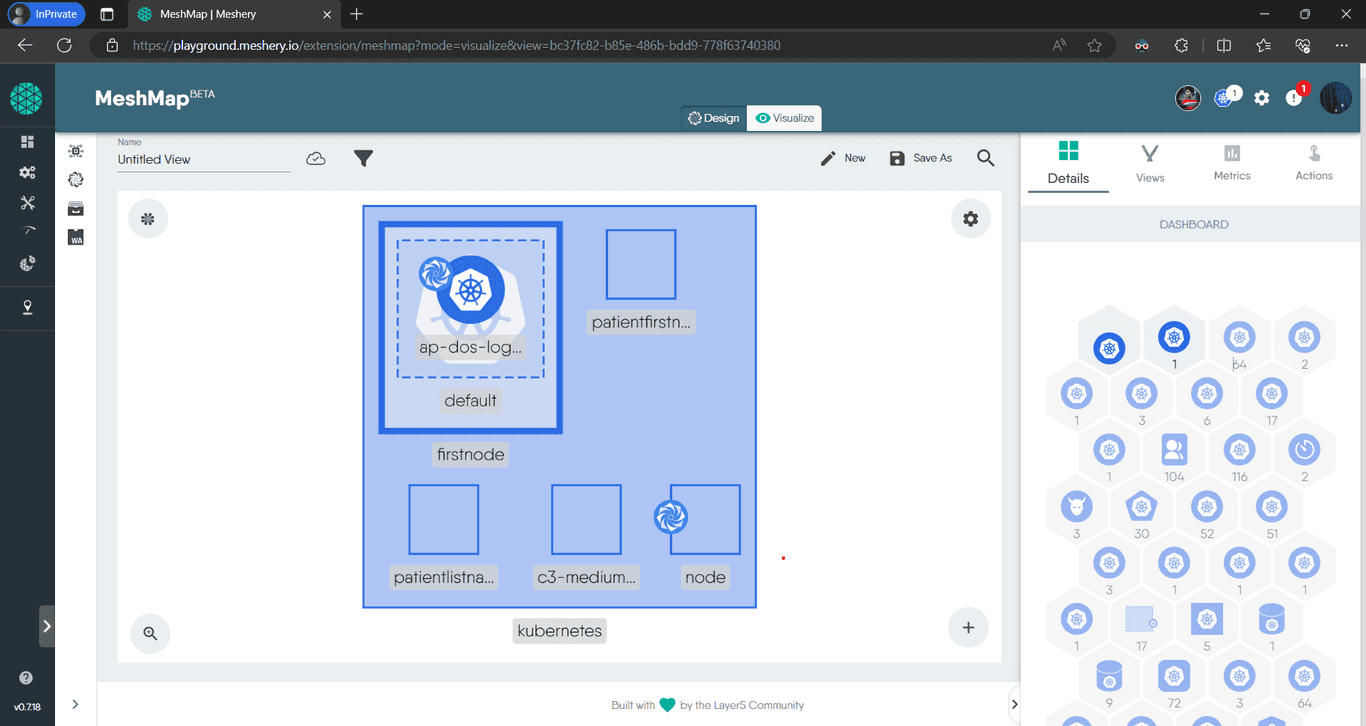 InPrivate
MeshMap | Meshery
https://playground.meshery.io/extension/meshmap?mode=visualize&view=bc37fc82-b85e-486b-bdd9-778f63740380
MeshMap BETA
1
1
Design
Visualize
Name
Untitled View
New
Save As
Details
Views
Metrics
Actions
DASHBOARD
WA
ap-dos-log...
default
firstnode
patientfirstn...
patientlistna...
c3-medium...
node
kubernetes
1 64 2
1 3 6 17
1 104 116 2
3 30 52 51
3 1 1 1
1 17 5 1
9 72 3 64
v0.7.18
Built with by the Layer5 Community